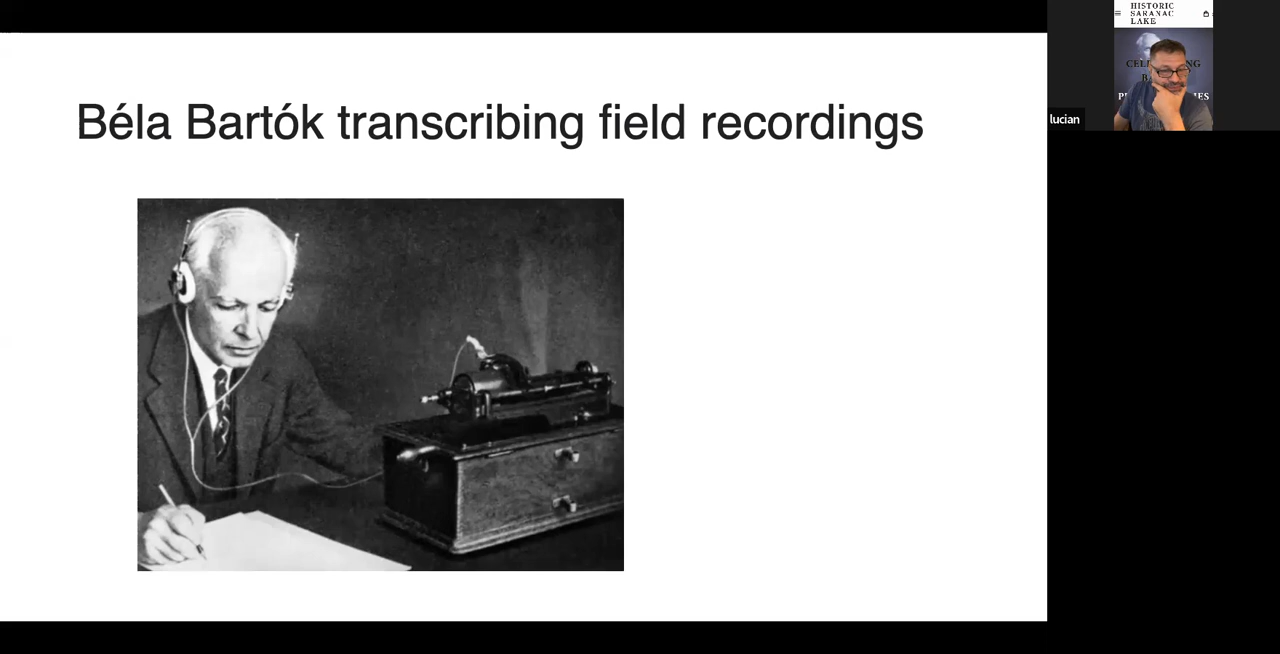 Béla Bartók transcribing field recordings
HISTORIC
SARANAC
LAKE
lucian